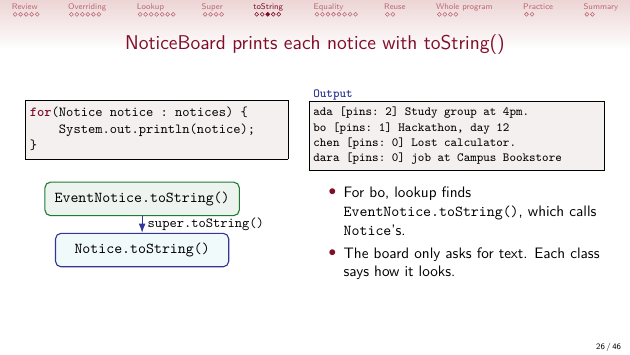 Review Overriding Lookup Super toString Equality Reuse Whole program Practice Summary
NoticeBoard prints each notice with toString()
for(Notice notice : notices) {
System.out.println(notice);
}
EventNotice.toString()
super.toString()
Notice.toString()
Output
ada [pins: 2] Study group at 4pm.
bo [pins: 1] Hackathon, day 12
chen [pins: 0] Lost calculator.
dara [pins: 0] job at Campus Bookstore
• For bo, lookup finds
EventNotice.toString(), which calls
Notice's.
• The board only asks for text. Each class
says how it looks.
26 / 46